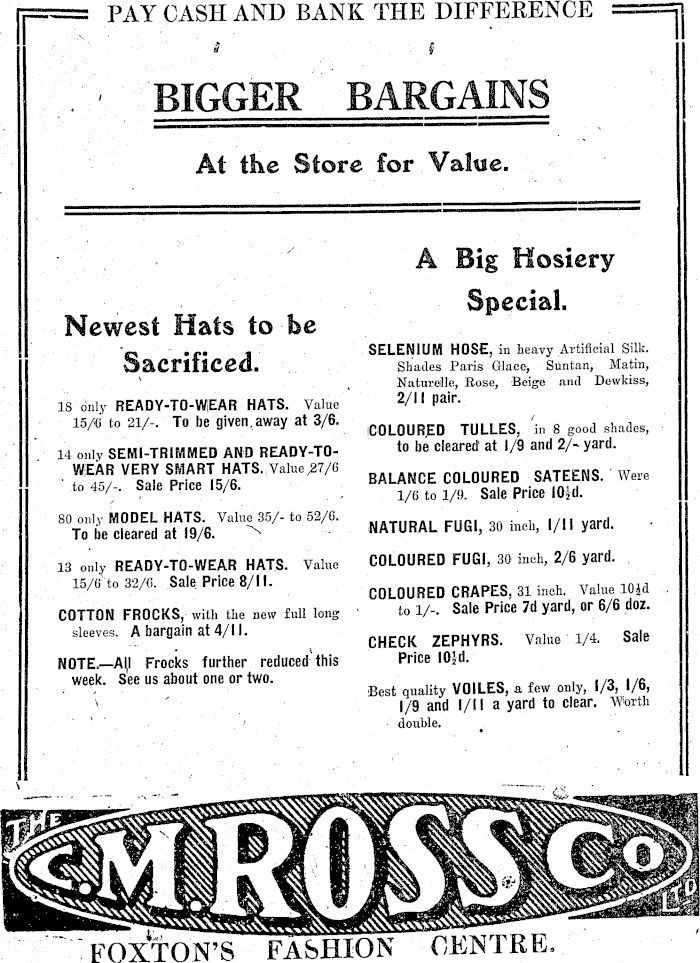 PAY CASH AND BANK THE DIFFERENCE
BIGGER BARGAINS
At the Store for Value.
Newest Hats to be
Sacrificed.
18 only READY-TO-WEAR HATS. Value
15/6 to 21/-. To be given away at 3/6.
14 only SEMI-TRIMMED AND READY-TO-
WEAR VERY SMART HATS. Value 27/6
to 45/-. Sale Price 15/6.
80 only MODEL HATS. Value 35/- to 52/6.
To be cleared at 19/6.
13 only READY-TO-WEAR HATS. Value
15/6 to 32/6. Sale Price 8/11.
COTTON FROCKS, with the new full long
sleeves. A bargain at 4/11.
NOTE.—All Frocks further reduced this
week. See us about one or two.
A Big Hosiery
Special.
SELENIUM HOSE, in heavy Artificial Silk.
Shades Paris Glace, Suntan, Matin,
Naturelle, Rose, Beige and Dewkiss,
2/11 pair.
COLOURED TULLES, in 8 good shades,
to be cleared at 1/9 and 2/- yard.
BALANCE COLOURED SATEENS. Were
1/6 to 1/9. Sale Price 10½d.
NATURAL FUGI, 30 inch, 1/11 yard.
COLOURED FUGI, 30 inch, 2/6 yard.
COLOURED CRAPES, 31 inch. Value 10½d
to 1/-. Sale Price 7d yard, or 6/6 doz.
CHECK ZEPHYRS. Value 1/4. Sale
Price 10½d.
Best quality VOILES, a few only, 1/3, 1/6,
1/9 and 1/11 a yard to clear. Worth
double.
THE
C.M. ROSS Co
LTD
FOXTON'S FASHION CENTRE.